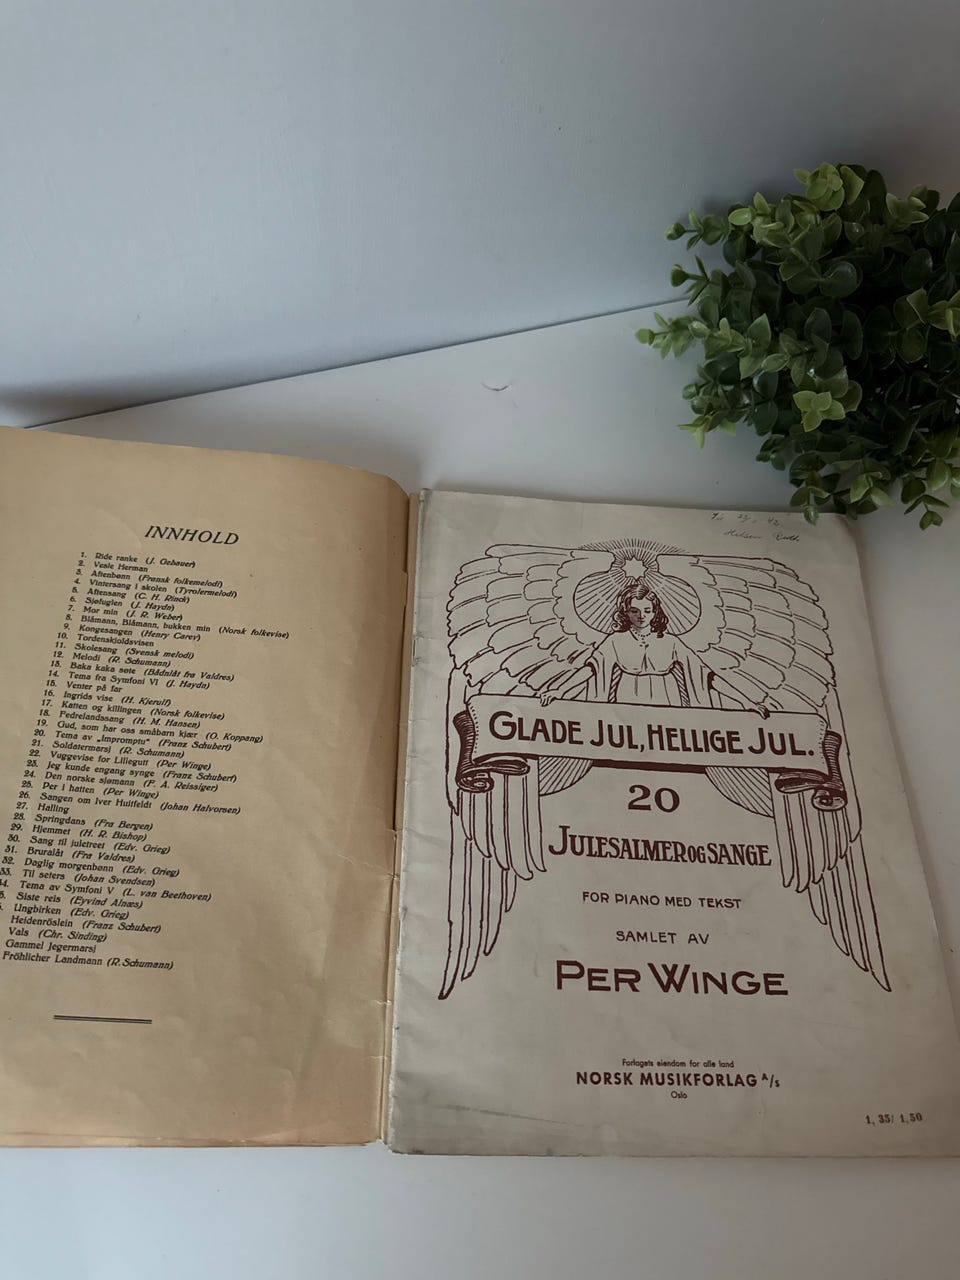 INNHOLD
1. Ride ranke (J. Gebauer)
2. Vesle Herman
3. Aftenbønn (Fransk folkemelodi)
4. Vintersang i skolen (Tyrolermelodi)
5. Aftensang (C. H. Rinck)
6. Sjøfuglen (J. Haydn)
7. Mor min (J. R. Weber)
8. Blåmann, Blåmann, bukken min (Norsk folkevise)
9. Kongesangen (Henry Carey)
10. Tordenskjoldsvisen
11. Skolesang (Svensk melodi)
12. Melodi (R. Schumann)
13. Baka kaka søte (Bådnlåt fra Valdres)
14. Tema fra Symfoni VI (J. Haydn)
15. Venter på far
16. Ingrids vise (H. Kjerulf)
17. Katten og killingen (Norsk folkevise)
18. Fedrelandssang (H. M. Hansen)
19. Gud, som har oss småbarn kjær (O. Koppang)
20. Tema av „Impromptu" (Franz Schubert)
21. Soldatermarsj (R. Schumann)
22. Vuggevise for Lillegutt (Per Winge)
23. Jeg kunde engang synge (Franz Schubert)
24. Den norske sjømann (F. A. Reissiger)
25. Per i hatten (Per Winge)
26. Sangen om Iver Huitfeldt (Johan Halvorsen)
27. Halling
28. Springdans (Fra Bergen)
29. Hjemmet (H. R. Bishop)
30. Sang til juletreet (Edv. Grieg)
31. Bruralåt (Fra Valdres)
32. Daglig morgenbønn (Edv. Grieg)
33. Til seters (Johan Svendsen)
34. Tema av Symfoni V (L. van Beethoven)
5. Siste reis (Eyvind Alnæs)
Ungbirken (Edv. Grieg)
Heidenröslein (Franz Schubert)
Vals (Chr. Sinding)
Gammel Jegermarsj
Fröhlicher Landmann (R. Schumann)
GLADE JUL, HELLIGE JUL.
20
JULESALMER OG SANGE
FOR PIANO MED TEKST
SAMLET AV
PER WINGE
Forlagets eiendom for alle land
NORSK MUSIKFORLAG A/S
Oslo
1,35/ 1,50